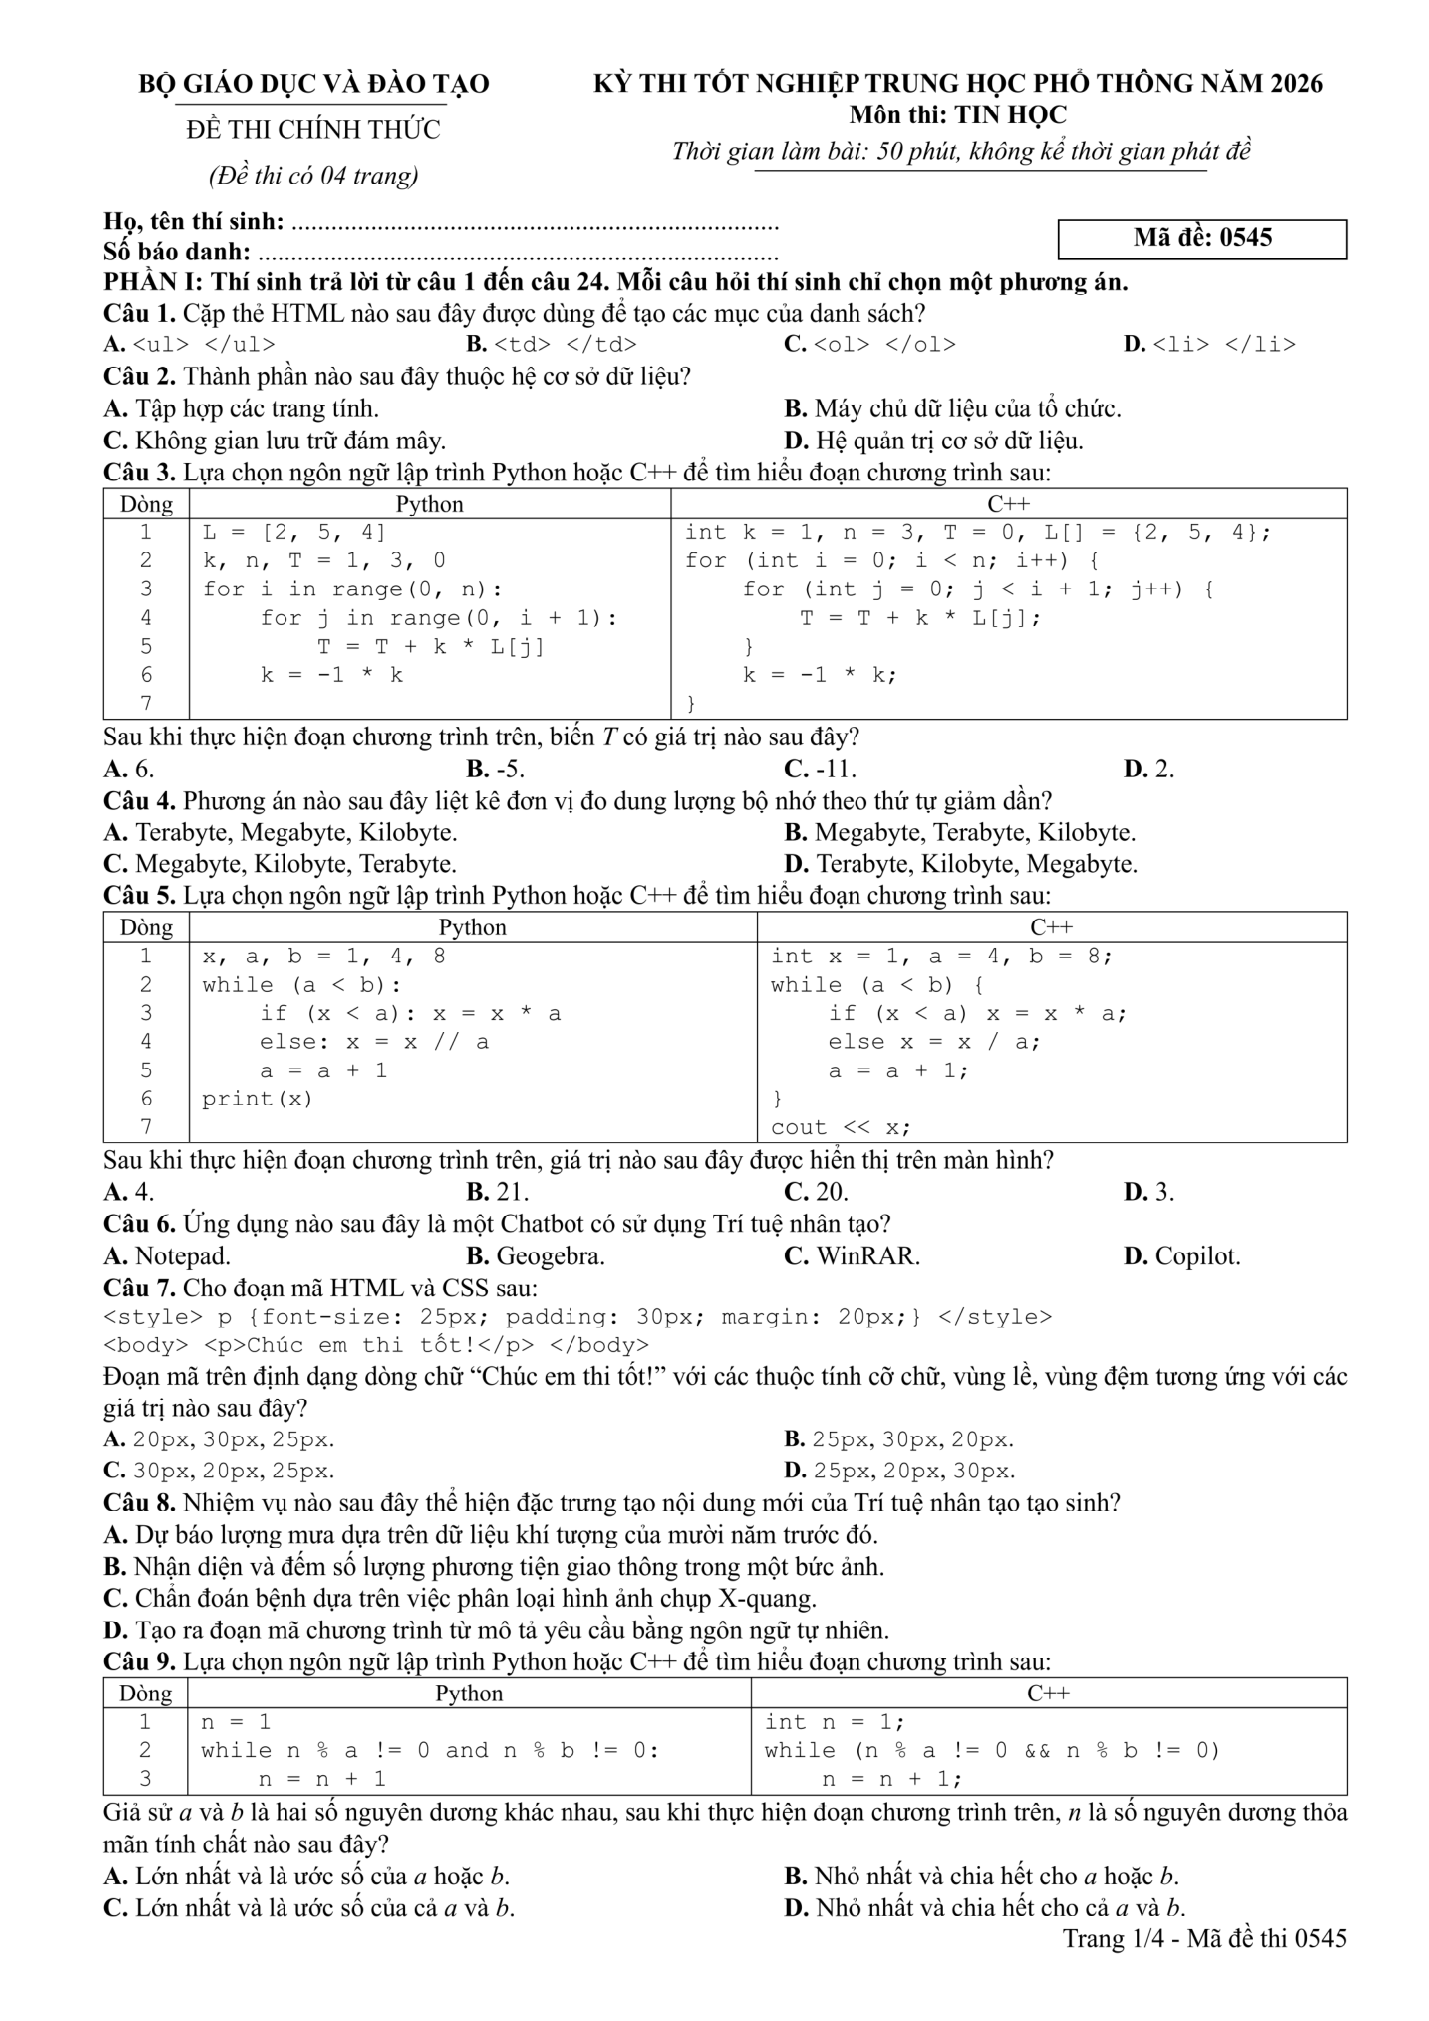 BỘ GIÁO DỤC VÀ ĐÀO TẠO
ĐỀ THI CHÍNH THỨC
(Đề thi có 04 trang)
KỲ THI TỐT NGHIỆP TRUNG HỌC PHỔ THÔNG NĂM 2026
Môn thi: TIN HỌC
Thời gian làm bài: 50 phút, không kể thời gian phát đề
Họ, tên thí sinh: ..........................................................................
Số báo danh: ...............................................................................
Mã đề: 0545
PHẦN I: Thí sinh trả lời từ câu 1 đến câu 24. Mỗi câu hỏi thí sinh chỉ chọn một phương án.
Câu 1. Cặp thẻ HTML nào sau đây được dùng để tạo các mục của danh sách?
A. <ul> </ul> B. <td> </td> C. <ol> </ol> D. <li> </li>
Câu 2. Thành phần nào sau đây thuộc hệ cơ sở dữ liệu?
A. Tập hợp các trang tính. B. Máy chủ dữ liệu của tổ chức.
C. Không gian lưu trữ đám mây. D. Hệ quản trị cơ sở dữ liệu.
Câu 3. Lựa chọn ngôn ngữ lập trình Python hoặc C++ để tìm hiểu đoạn chương trình sau:
Dòng Python C++
1 L = [2, 5, 4] int k = 1, n = 3, T = 0, L[] = {2, 5, 4};
2 k, n, T = 1, 3, 0 for (int i = 0; i < n; i++) {
3 for i in range(0, n): for (int j = 0; j < i + 1; j++) {
4 for j in range(0, i + 1): T = T + k * L[j];
5 T = T + k * L[j] }
6 k = -1 * k k = -1 * k;
7 }
Sau khi thực hiện đoạn chương trình trên, biến T có giá trị nào sau đây?
A. 6. B. -5. C. -11. D. 2.
Câu 4. Phương án nào sau đây liệt kê đơn vị đo dung lượng bộ nhớ theo thứ tự giảm dần?
A. Terabyte, Megabyte, Kilobyte. B. Megabyte, Terabyte, Kilobyte.
C. Megabyte, Kilobyte, Terabyte. D. Terabyte, Kilobyte, Megabyte.
Câu 5. Lựa chọn ngôn ngữ lập trình Python hoặc C++ để tìm hiểu đoạn chương trình sau:
Dòng Python C++
1 x, a, b = 1, 4, 8 int x = 1, a = 4, b = 8;
2 while (a < b): while (a < b) {
3 if (x < a): x = x * a if (x < a) x = x * a;
4 else: x = x // a else x = x / a;
5 a = a + 1 a = a + 1;
6 print(x) }
7 cout << x;
Sau khi thực hiện đoạn chương trình trên, giá trị nào sau đây được hiển thị trên màn hình?
A. 4. B. 21. C. 20. D. 3.
Câu 6. Ứng dụng nào sau đây là một Chatbot có sử dụng Trí tuệ nhân tạo?
A. Notepad. B. Geogebra. C. WinRAR. D. Copilot.
Câu 7. Cho đoạn mã HTML và CSS sau:
<style> p {font-size: 25px; padding: 30px; margin: 20px;} </style>
<body> <p>Chúc em thi tốt!</p> </body>
Đoạn mã trên định dạng dòng chữ “Chúc em thi tốt!” với các thuộc tính cỡ chữ, vùng lề, vùng đệm tương ứng với các
giá trị nào sau đây?
A. 20px, 30px, 25px. B. 25px, 30px, 20px.
C. 30px, 20px, 25px. D. 25px, 20px, 30px.
Câu 8. Nhiệm vụ nào sau đây thể hiện đặc trưng tạo nội dung mới của Trí tuệ nhân tạo tạo sinh?
A. Dự báo lượng mưa dựa trên dữ liệu khí tượng của mười năm trước đó.
B. Nhận diện và đếm số lượng phương tiện giao thông trong một bức ảnh.
C. Chẩn đoán bệnh dựa trên việc phân loại hình ảnh chụp X-quang.
D. Tạo ra đoạn mã chương trình từ mô tả yêu cầu bằng ngôn ngữ tự nhiên.
Câu 9. Lựa chọn ngôn ngữ lập trình Python hoặc C++ để tìm hiểu đoạn chương trình sau:
Dòng Python C++
1 n = 1 int n = 1;
2 while n % a != 0 and n % b != 0: while (n % a != 0 && n % b != 0)
3 n = n + 1 n = n + 1;
Giả sử a và b là hai số nguyên dương khác nhau, sau khi thực hiện đoạn chương trình trên, n là số nguyên dương thỏa
mãn tính chất nào sau đây?
A. Lớn nhất và là ước số của a hoặc b. B. Nhỏ nhất và chia hết cho a hoặc b.
C. Lớn nhất và là ước số của cả a và b. D. Nhỏ nhất và chia hết cho cả a và b.
Trang 1/4 - Mã đề thi 0545